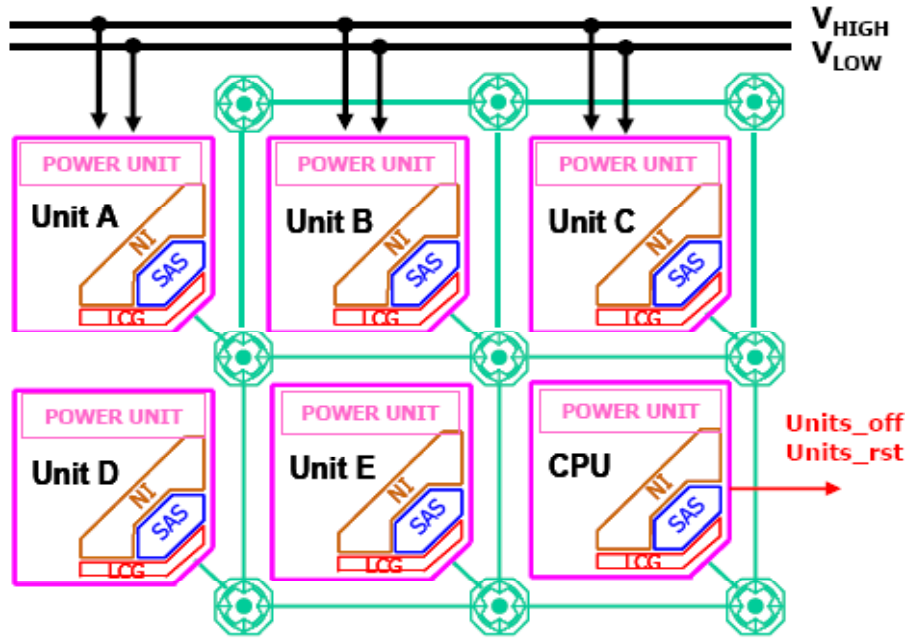 V_HIGH
V_LOW
POWER UNIT
Unit A
NI
SAS
LCG
POWER UNIT
Unit B
NI
SAS
LCG
POWER UNIT
Unit C
NI
SAS
LCG
POWER UNIT
Unit D
NI
SAS
LCG
POWER UNIT
Unit E
NI
SAS
LCG
POWER UNIT
CPU
NI
SAS
LCG
Units_off
Units_rst